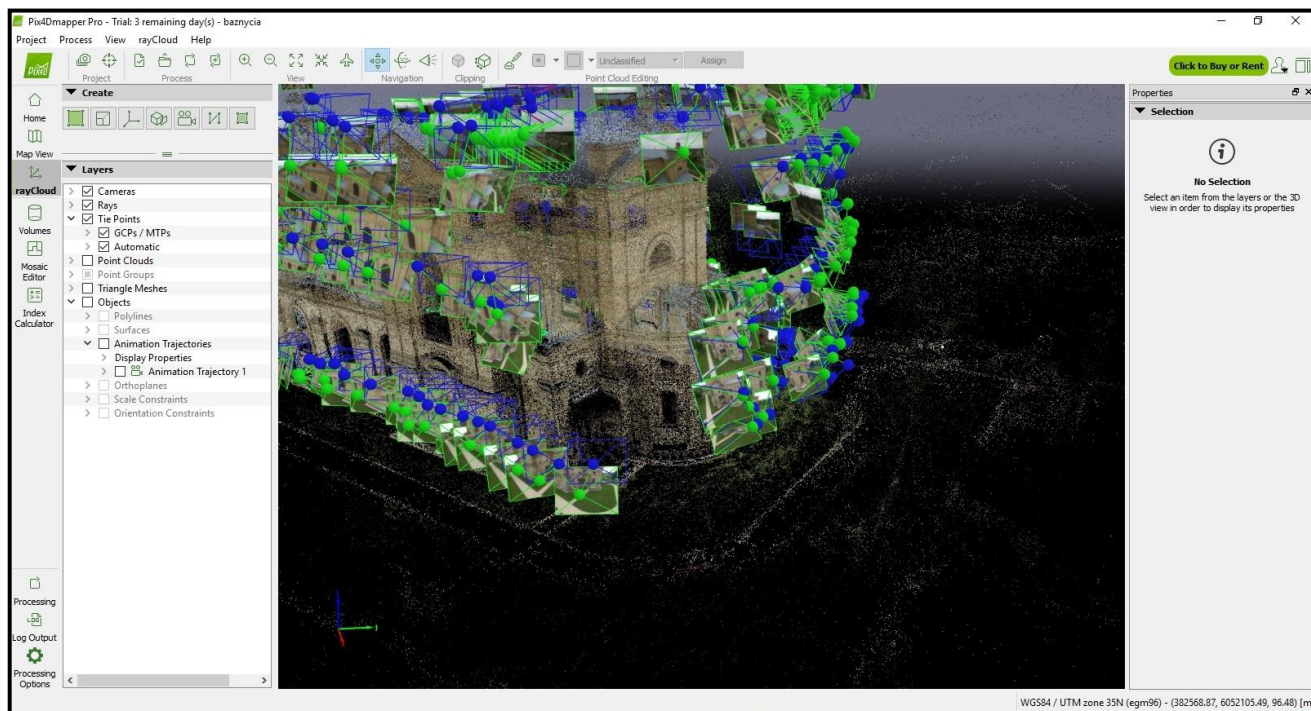 Pix4Dmapper Pro - Trial: 3 remaining day(s) - baznycia
Project Process View rayCloud Help
Unclassified
Assign
Project
Process
View
Navigation
Clipping
Point Cloud Editing
Click to Buy or Rent
Home
Map View
rayCloud
Volumes
Mosaic
Editor
Index
Calculator
Processing
Log Output
Processing
Options
Create
Layers
Cameras
Rays
Tie Points
GCPs / MTPs
Automatic
Point Clouds
Point Groups
Triangle Meshes
Objects
Polylines
Surfaces
Animation Trajectories
Display Properties
Animation Trajectory 1
Orthoplanes
Scale Constraints
Orientation Constraints
Properties
Selection
No Selection
Select an item from the layers or the 3D
view in order to display its properties
WGS84 / UTM zone 35N (egm96) - (382568.87, 6052105.49, 96.48) [m